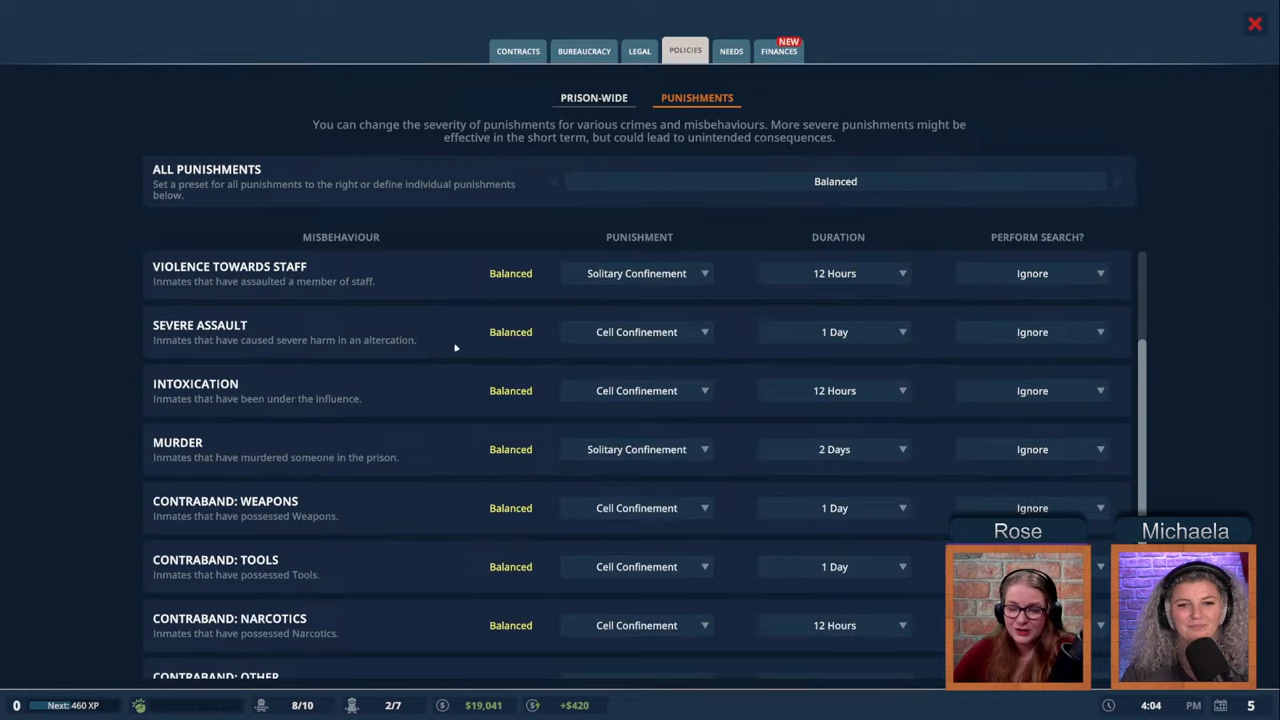 NEW
CONTRACTS
BUREAUCRACY
LEGAL
POLICIES
NEEDS
FINANCES
PRISON-WIDE
PUNISHMENTS
You can change the severity of punishments for various crimes and misbehaviours. More severe punishments might be
effective in the short term, but could lead to unintended consequences.
ALL PUNISHMENTS
Set a preset for all punishments to the right or define individual punishments
below.
Balanced
MISBEHAVIOUR
PUNISHMENT
DURATION
PERFORM SEARCH?
VIOLENCE TOWARDS STAFF
Inmates that have assaulted a member of staff.
Balanced
Solitary Confinement
12 Hours
Ignore
SEVERE ASSAULT
Inmates that have caused severe harm in an altercation.
Balanced
Cell Confinement
1 Day
Ignore
INTOXICATION
Inmates that have been under the influence.
Balanced
Cell Confinement
12 Hours
Ignore
MURDER
Inmates that have murdered someone in the prison.
Balanced
Solitary Confinement
2 Days
Ignore
CONTRABAND: WEAPONS
Inmates that have possessed Weapons.
Balanced
Cell Confinement
1 Day
Ignore
CONTRABAND: TOOLS
Inmates that have possessed Tools.
Balanced
Cell Confinement
1 Day
CONTRABAND: NARCOTICS
Inmates that have possessed Narcotics.
Balanced
Cell Confinement
12 Hours
CONTRABAND: OTHER
Rose
Michaela
0
Next: 460 XP
8/10
2/7
$19,041
+$420
4:04
PM
5